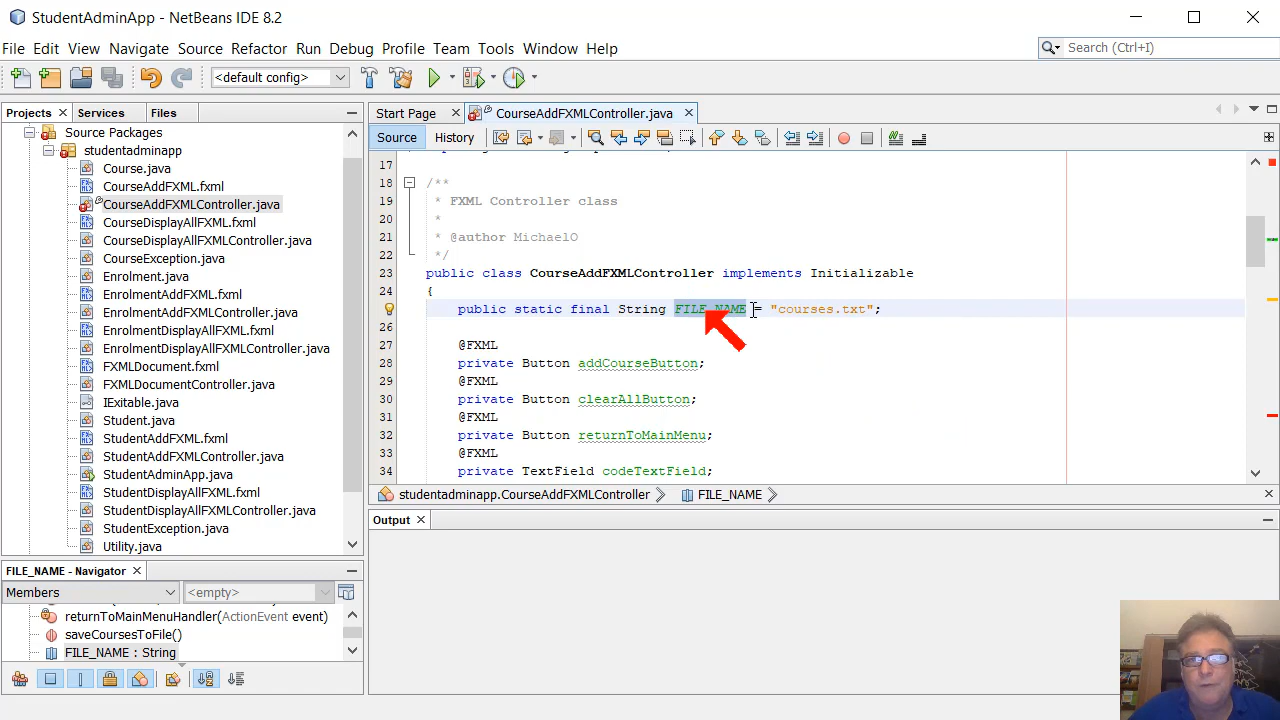 StudentAdminApp - NetBeans IDE 8.2
File Edit View Navigate Source Refactor Run Debug Profile Team Tools Window Help
Search (Ctrl+I)
<default config>
Projects Services Files
Source Packages
studentadminapp
Course.java
CourseAddFXML.fxml
CourseAddFXMLController.java
CourseDisplayAllFXML.fxml
CourseDisplayAllFXMLController.java
CourseException.java
Enrolment.java
EnrolmentAddFXML.fxml
EnrolmentAddFXMLController.java
EnrolmentDisplayAllFXML.fxml
EnrolmentDisplayAllFXMLController.java
FXMLDocument.fxml
FXMLDocumentController.java
IExitable.java
Student.java
StudentAddFXML.fxml
StudentAddFXMLController.java
StudentAdminApp.java
StudentDisplayAllFXML.fxml
StudentDisplayAllFXMLController.java
StudentException.java
Utility.java
FILE_NAME - Navigator
Members <empty>
returnToMainMenuHandler(ActionEvent event)
saveCoursesToFile()
FILE_NAME : String
Start Page CourseAddFXMLController.java
Source History
17
18 /**
19 * FXML Controller class
20 *
21 * @author MichaelO
22 */
23 public class CourseAddFXMLController implements Initializable
24 {
public static final String FILE_NAME = "courses.txt";
26
27 @FXML
28 private Button addCourseButton;
29 @FXML
30 private Button clearAllButton;
31 @FXML
32 private Button returnToMainMenu;
33 @FXML
34 private TextField codeTextField;
studentadminapp.CourseAddFXMLController FILE_NAME
Output